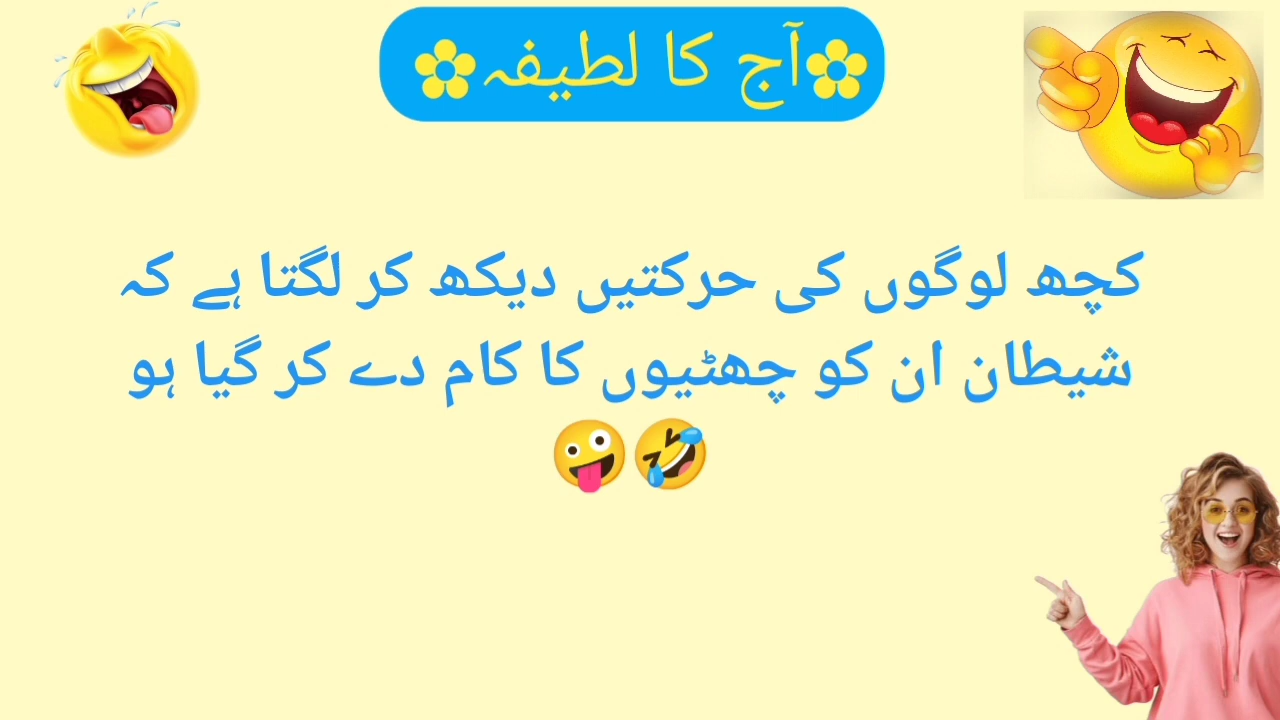 ✿آج کا لطیفہ✿
کچھ لوگوں کی حرکتیں دیکھ کر لگتا ہے کہ
شیطان ان کو چھٹیوں کا کام دے کر گیا ہو
🤣🤪